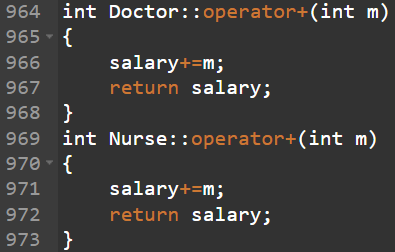 964 int Doctor::operator+(int m)
965 {
966     salary+=m;
967     return salary;
968 }
969 int Nurse::operator+(int m)
970 {
971     salary+=m;
972     return salary;
973 }